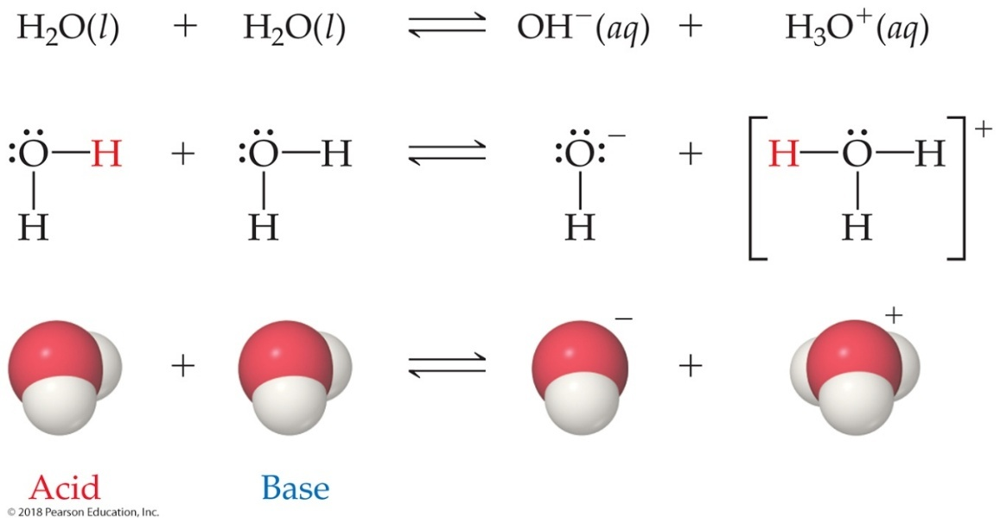 H₂O(l) + H₂O(l) ⇌ OH⁻(aq) + H₃O⁺(aq)
:Ö—H + :Ö—H ⇌ :Ö:⁻ + [H—Ö—H]⁺
H H H H
+ ⇌ − + +
Acid Base
© 2018 Pearson Education, Inc.